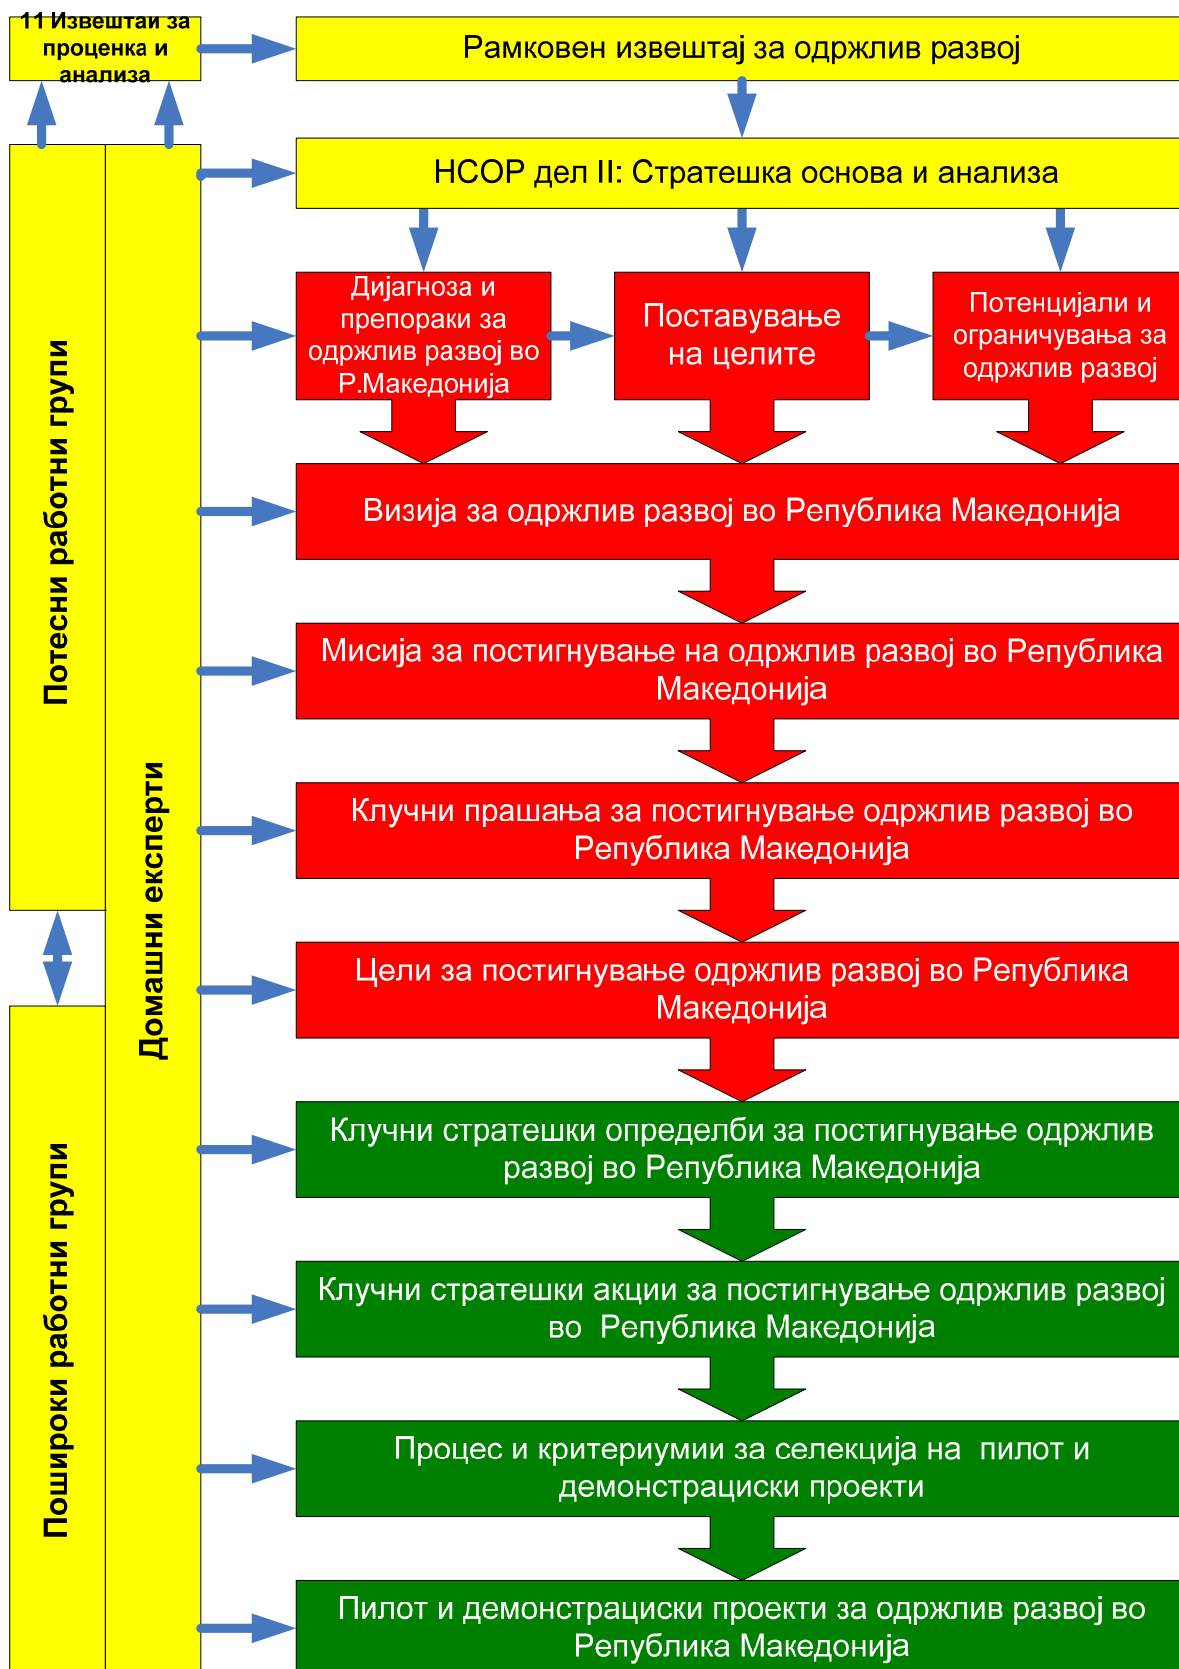 11 Извештаи за
проценка и
анализа
Рамковен извештај за одржлив развој
НСОР дел II: Стратешка основа и анализа
Дијагноза и
препораки за
одржлив развој во
Р.Македонија
Поставување
на целите
Потенцијали и
ограничувања за
одржлив развој
Визија за одржлив развој во Република Македонија
Мисија за постигнување на одржлив развој во Република
Македонија
Клучни прашања за постигнување одржлив развој во
Република Македонија
Цели за постигнување одржлив развој во Република
Македонија
Клучни стратешки определби за постигнување одржлив
развој во Република Македонија
Клучни стратешки акции за постигнување одржлив развој
во  Република Македонија
Процес и критериумии за селекција на  пилот и
демонстрациски проекти
Пилот и демонстрациски проекти за одржлив развој во
Република Македонија
Потесни работни групи
Домашни експерти
Пошироки работни групи